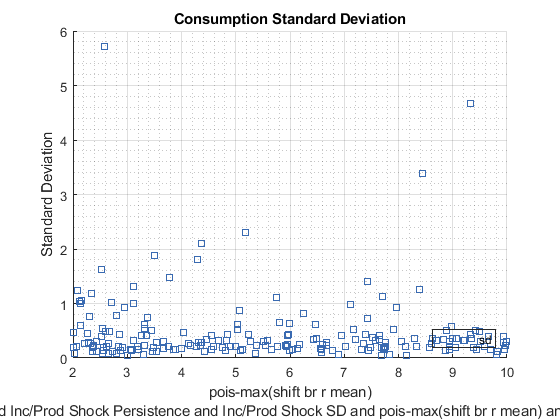 Consumption Standard Deviation
6
5
4
3
2
1
0
Standard Deviation
sd
2 3 4 5 6 7 8 9 10
pois-max(shift br r mean)
d Inc/Prod Shock Persistence and Inc/Prod Shock SD and pois-max(shift br r mean) an